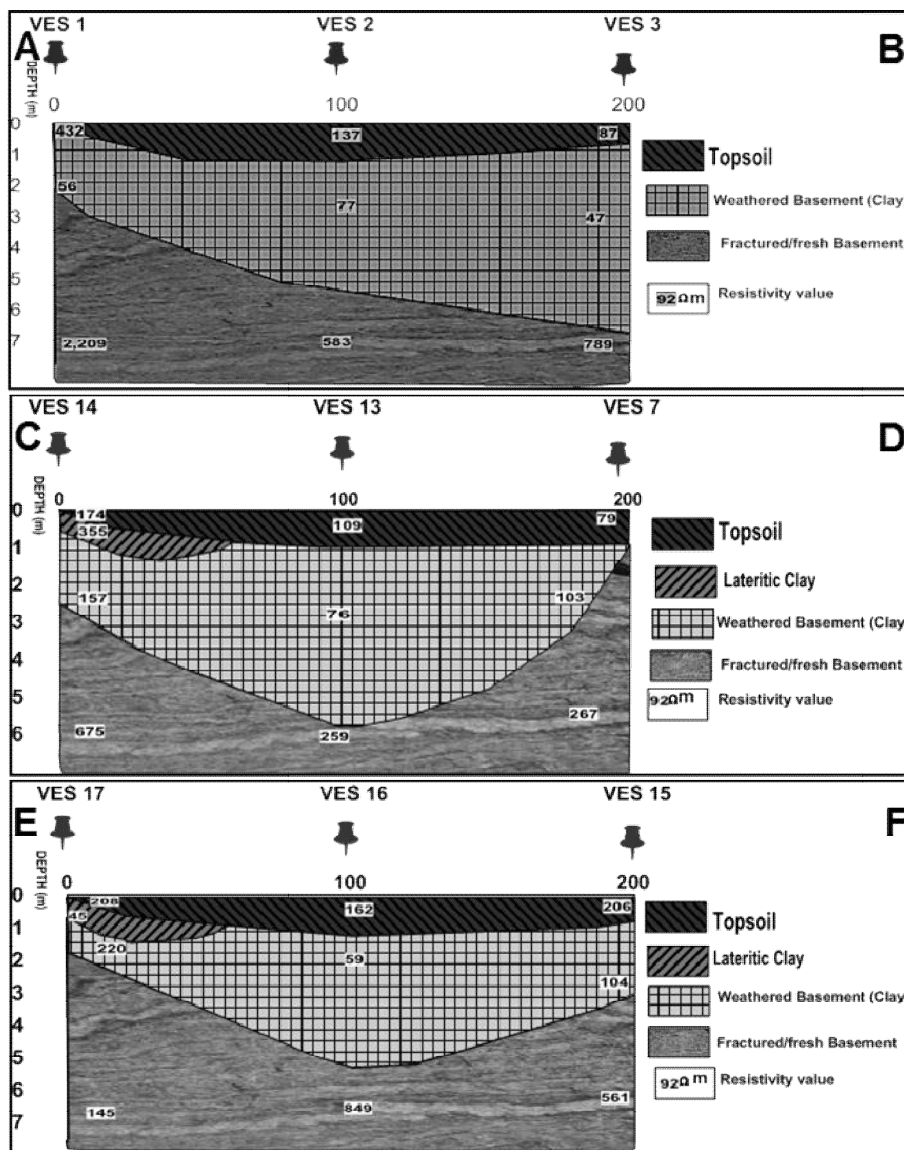 VES 1 VES 2 VES 3
A B
DEPTH (m)
0 100 200
0
1
2
3
4
5
6
7
432 137 87
56 77 47
2,209 583 789
Topsoil
Weathered Basement (Clay
Fractured/fresh Basement
92 Ωm Resistivity value
VES 14 VES 13 VES 7
C D
DEPTH (m)
0 100 200
0
1
2
3
4
5
6
174 109 79
355
157 76 103
675 259 267
Topsoil
Lateritic Clay
Weathered Basement (Clay
Fractured/fresh Basement
92Ωm Resistivity value
VES 17 VES 16 VES 15
E F
DEPTH (m)
0 100 200
0
1
2
3
4
5
6
7
208 162 206
45
220 59 104
145 849 561
Topsoil
Lateritic Clay
Weathered Basement (Clay
Fractured/fresh Basement
92Ωm Resistivity value